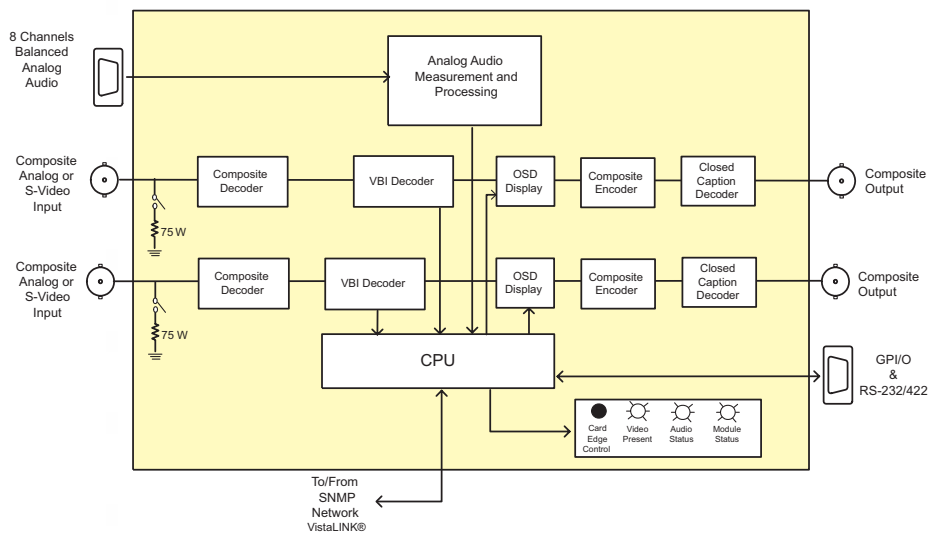 8 Channels
Balanced
Analog
Audio
Analog Audio
Measurement and
Processing
Composite
Analog or
S-Video
Input
75 W
Composite
Decoder
VBI Decoder
OSD
Display
Composite
Encoder
Closed
Caption
Decoder
Composite
Output
Composite
Analog or
S-Video
Input
75 W
Composite
Decoder
VBI Decoder
OSD
Display
Composite
Encoder
Closed
Caption
Decoder
Composite
Output
CPU
GPI/O
&
RS-232/422
Card
Edge
Control
Video
Present
Audio
Status
Module
Status
To/From
SNMP
Network
VistaLINK®